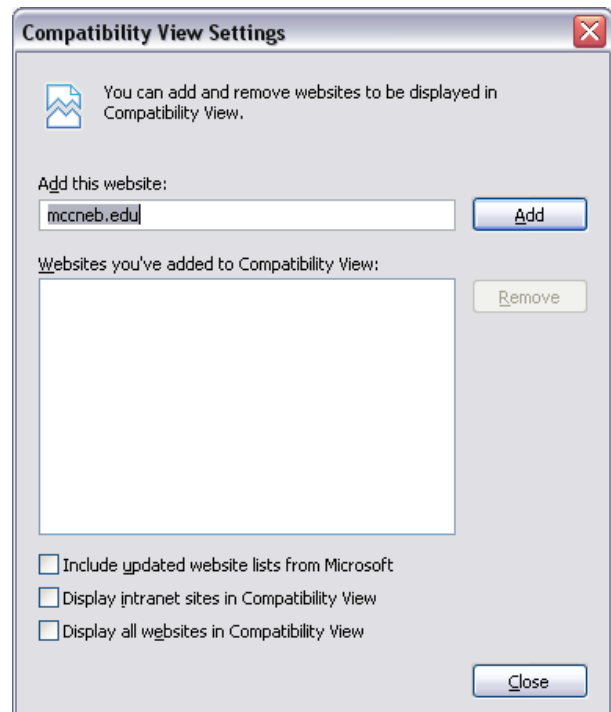 Compatibility View Settings
You can add and remove websites to be displayed in
Compatibility View.
Add this website:
mccneb.edu
Add
Websites you've added to Compatibility View:
Remove
Include updated website lists from Microsoft
Display intranet sites in Compatibility View
Display all websites in Compatibility View
Close